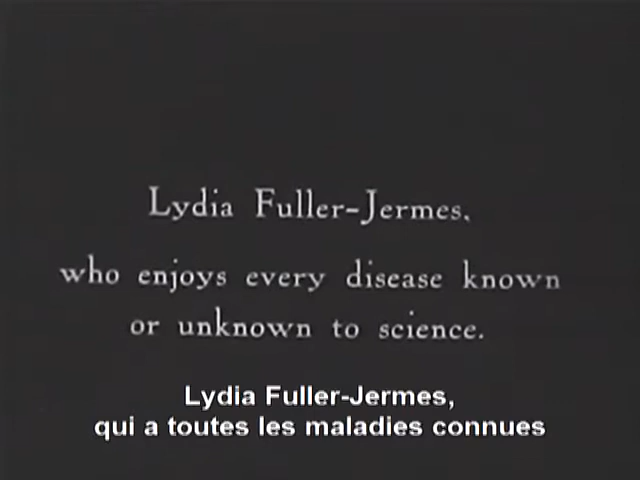 Lydia Fuller-Jermes,
who enjoys every disease known
or unknown to science.
Lydia Fuller-Jermes,
qui a toutes les maladies connues